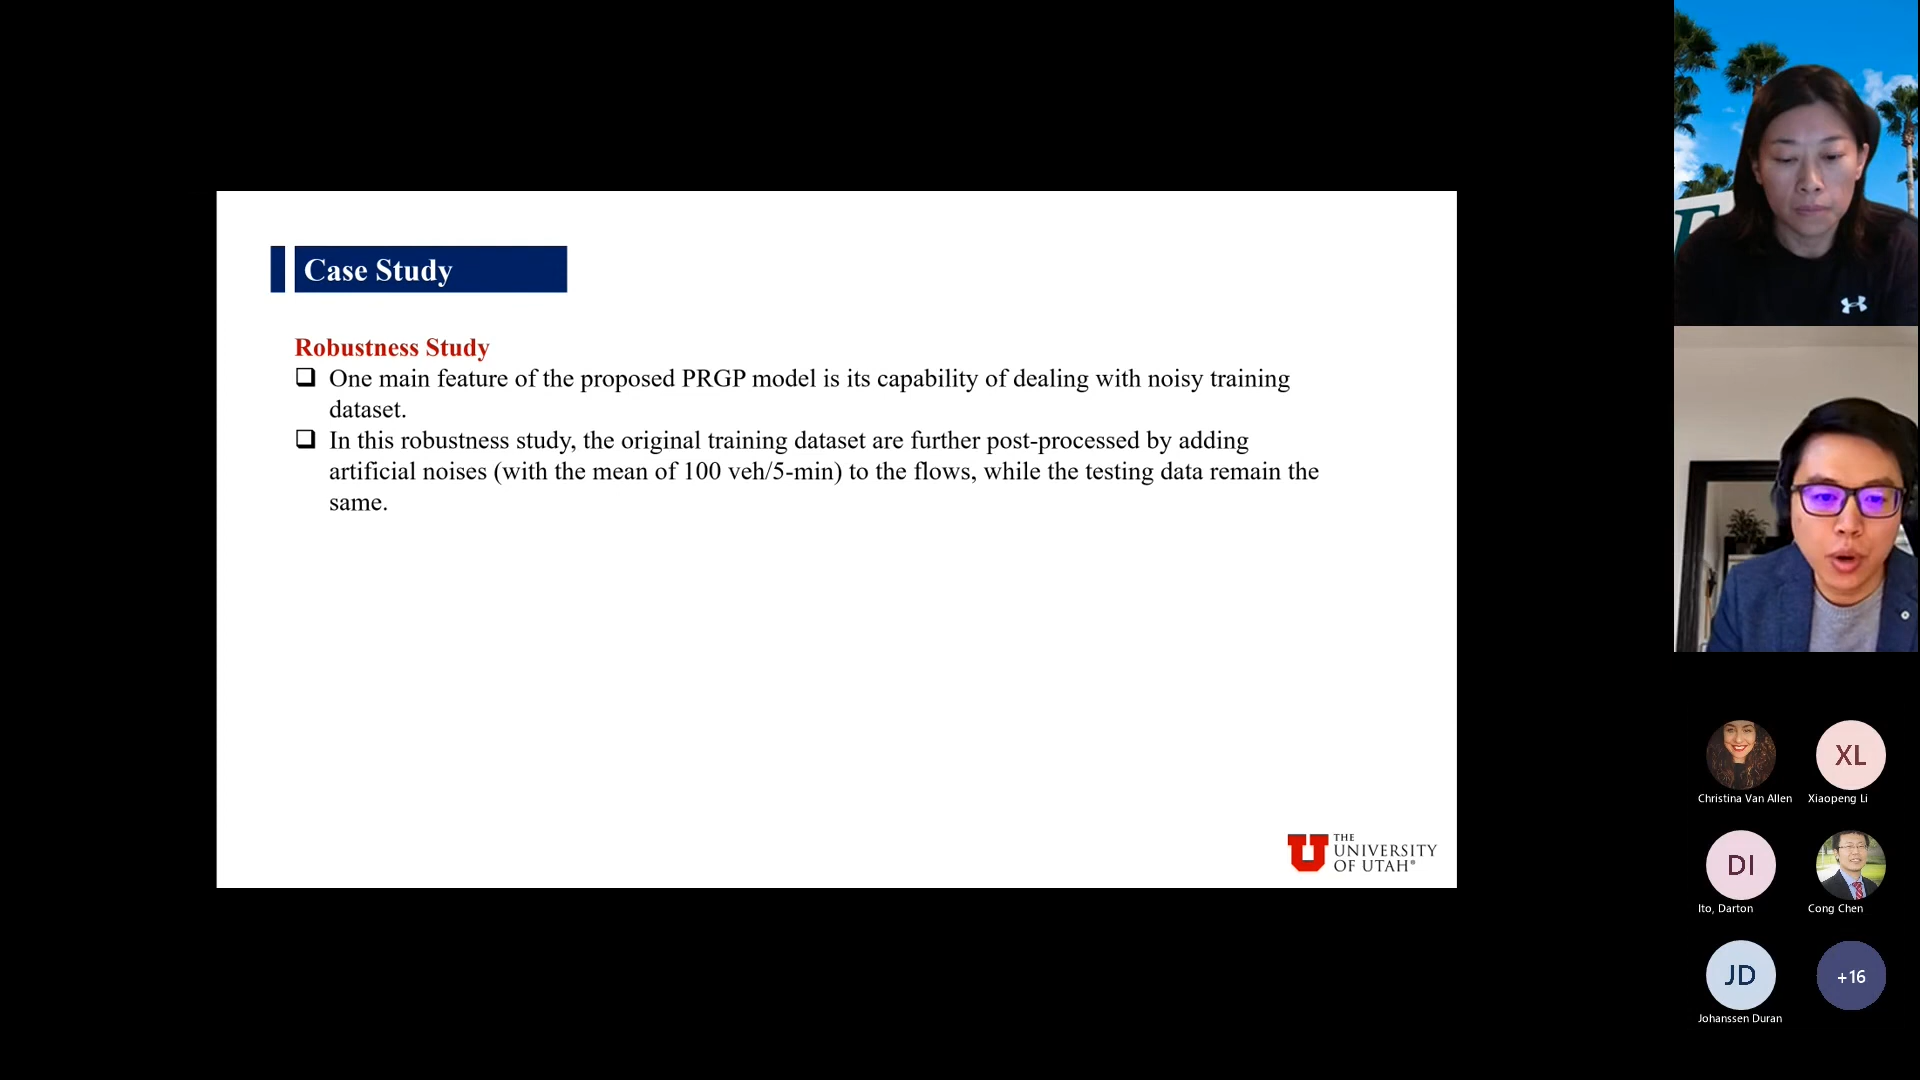 Case Study
Robustness Study
One main feature of the proposed PRGP model is its capability of dealing with noisy training
dataset.
In this robustness study, the original training dataset are further post-processed by adding
artificial noises (with the mean of 100 veh/5-min) to the flows, while the testing data remain the
same.
THE
UNIVERSITY
OF UTAH®
XL
Christina Van Allen
Xiaopeng Li
DI
Ito, Darton
Cong Chen
JD
+16
Johanssen Duran